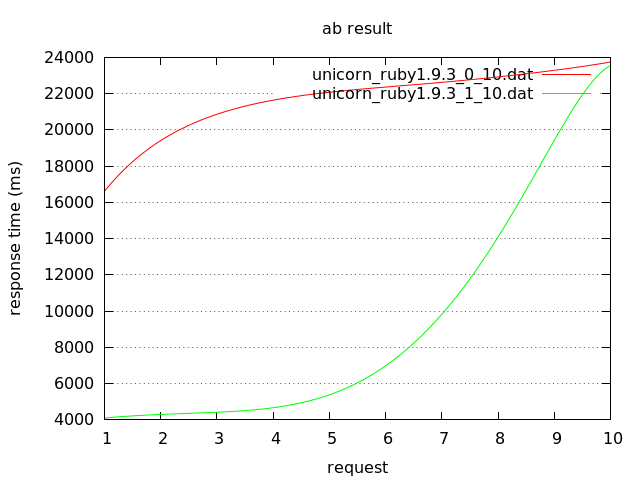 ab result
24000
22000
20000
18000
16000
14000
12000
10000
8000
6000
4000
response time (ms)
unicorn_ruby1.9.3_0_10.dat
unicorn_ruby1.9.3_1_10.dat
1 2 3 4 5 6 7 8 9 10
request